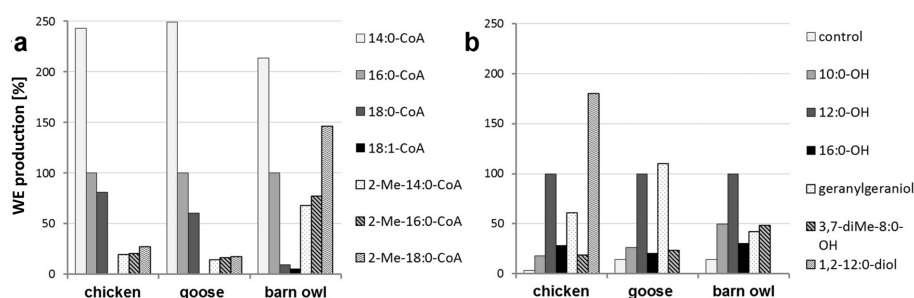 a
WE production [%]
250
200
150
100
50
0
chicken
goose
barn owl
14:0-CoA
16:0-CoA
18:0-CoA
18:1-CoA
2-Me-14:0-CoA
2-Me-16:0-CoA
2-Me-18:0-CoA
b
250
200
150
100
50
0
chicken
goose
barn owl
control
10:0-OH
12:0-OH
16:0-OH
geranylgeraniol
3,7-diMe-8:0-
OH
1,2-12:0-diol